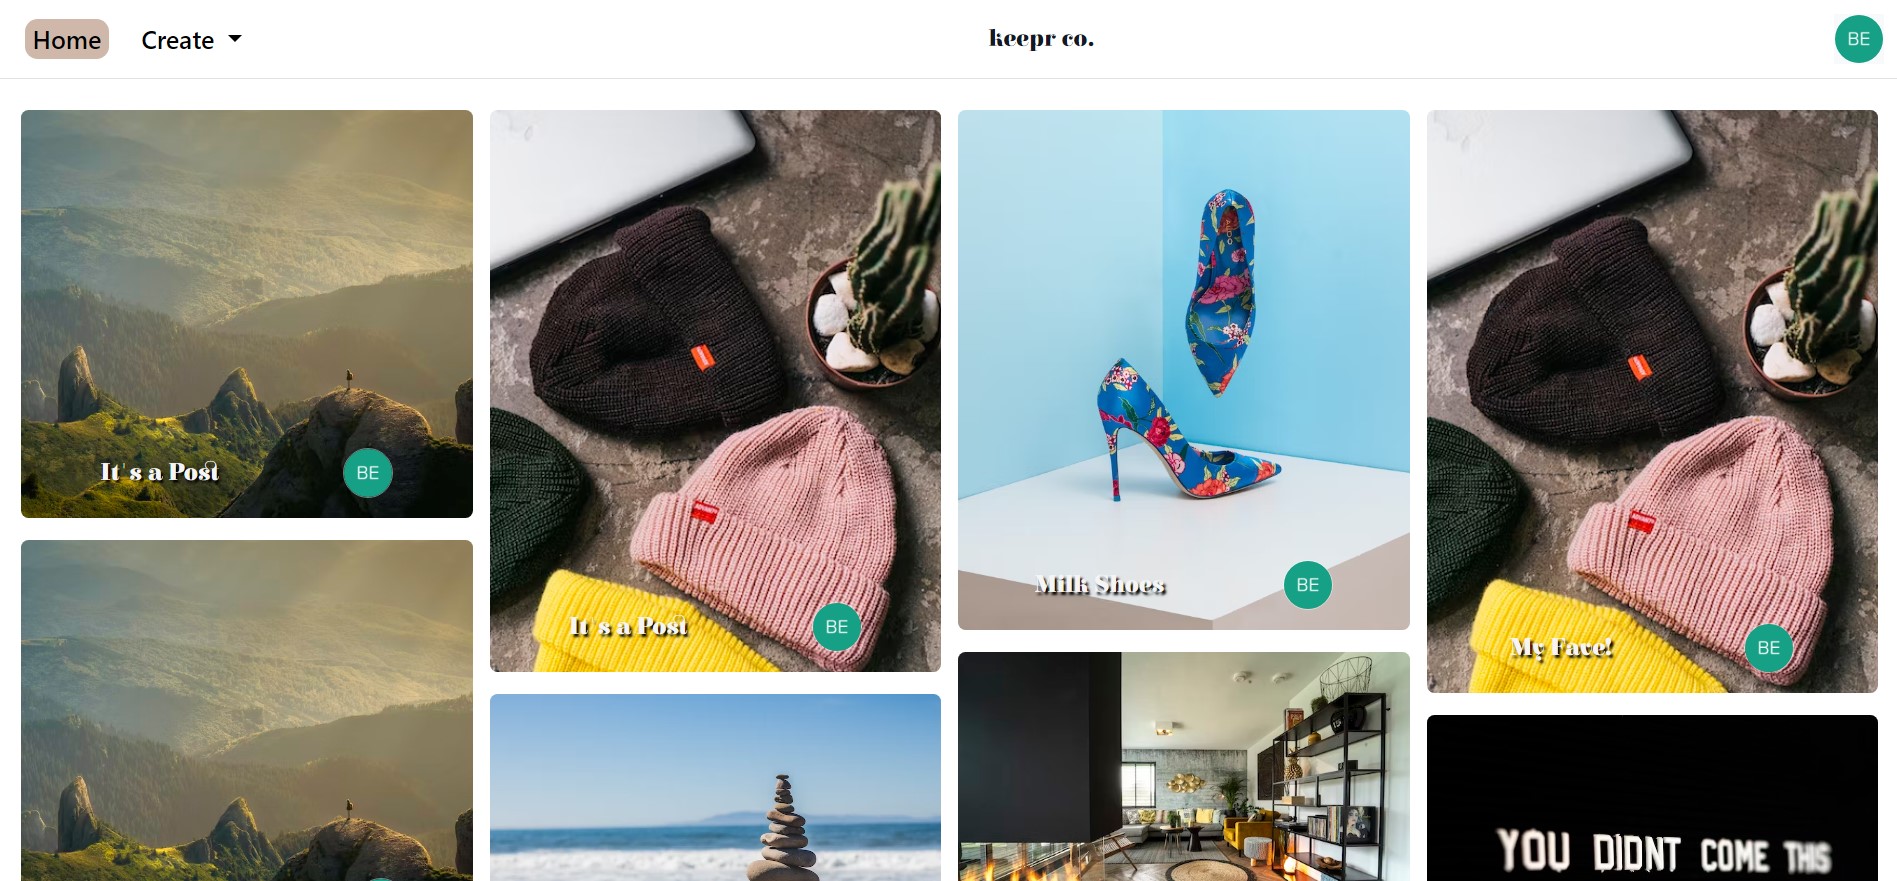 Home
Create
keepr co.
BE
It's a Post
BE
It's a Post
BE
Milk Shoes
BE
My Face!
BE
YOU DIDNT COME THIS